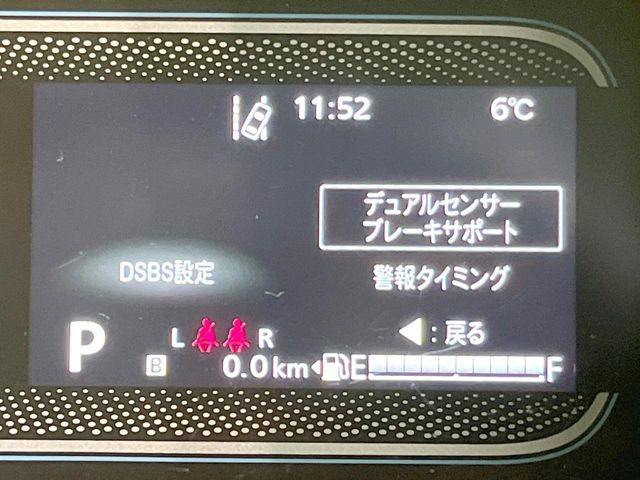 11:52 6℃
デュアルセンサー
ブレーキサポート
DSBS設定
警報タイミング
P L R
◀:戻る
B 0.0km E F